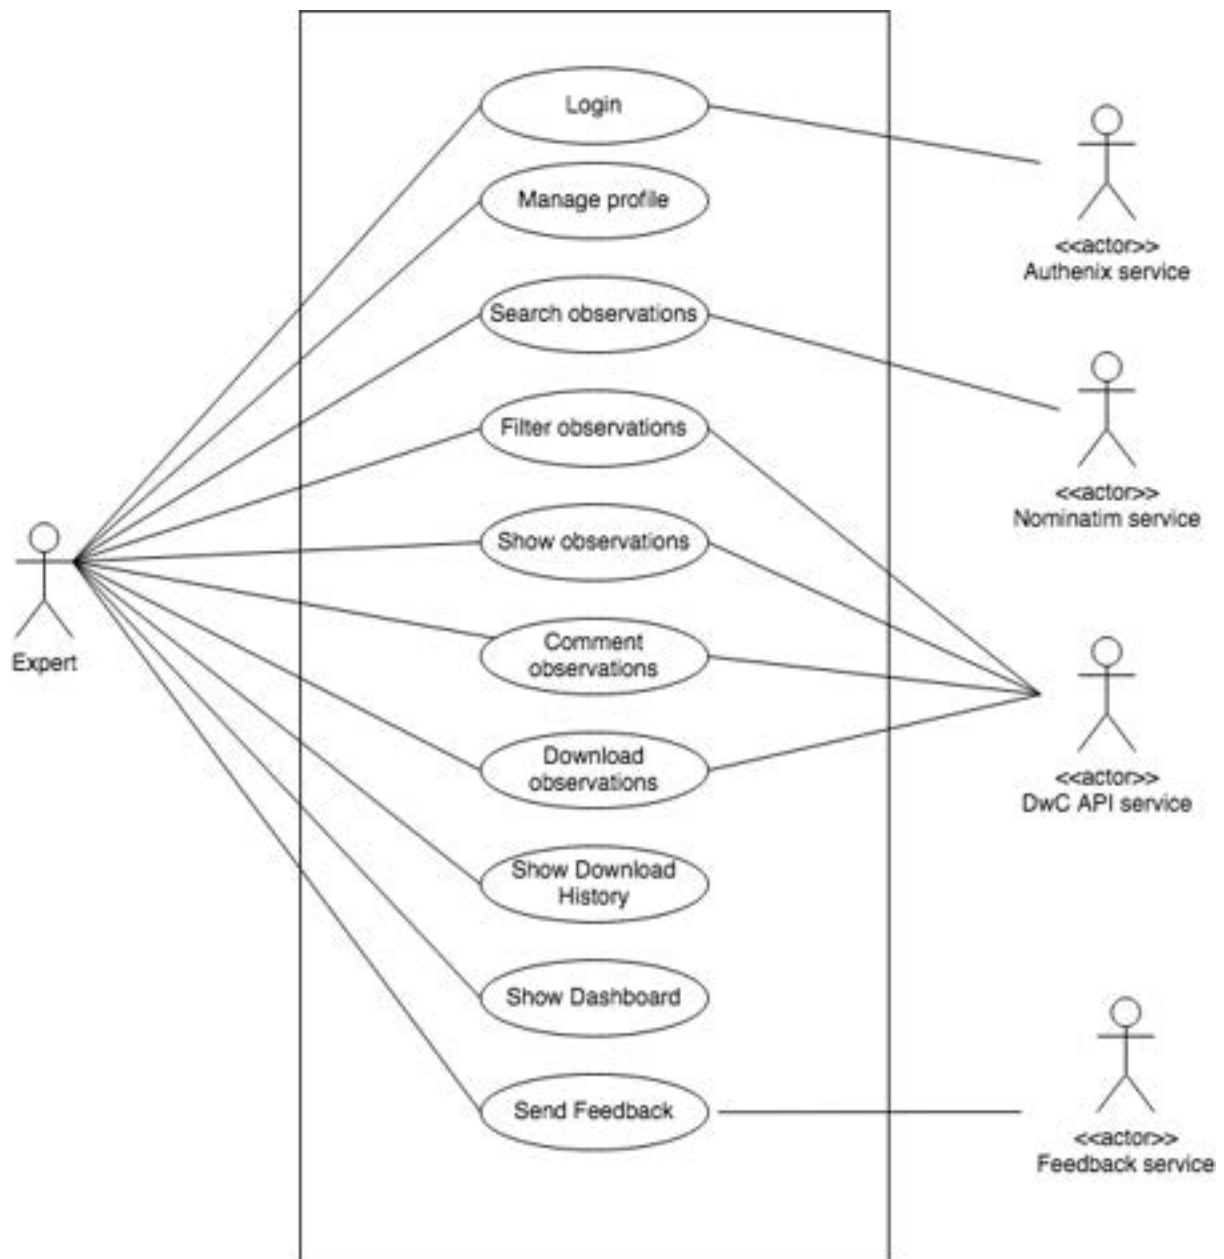 Login
Manage profile
Search observations
Filter observations
Show observations
Comment
observations
Download
observations
Show Download
History
Show Dashboard
Send Feedback
Expert
<<actor>>
Authenix service
<<actor>>
Nominatim service
<<actor>>
DwC API service
<<actor>>
Feedback service